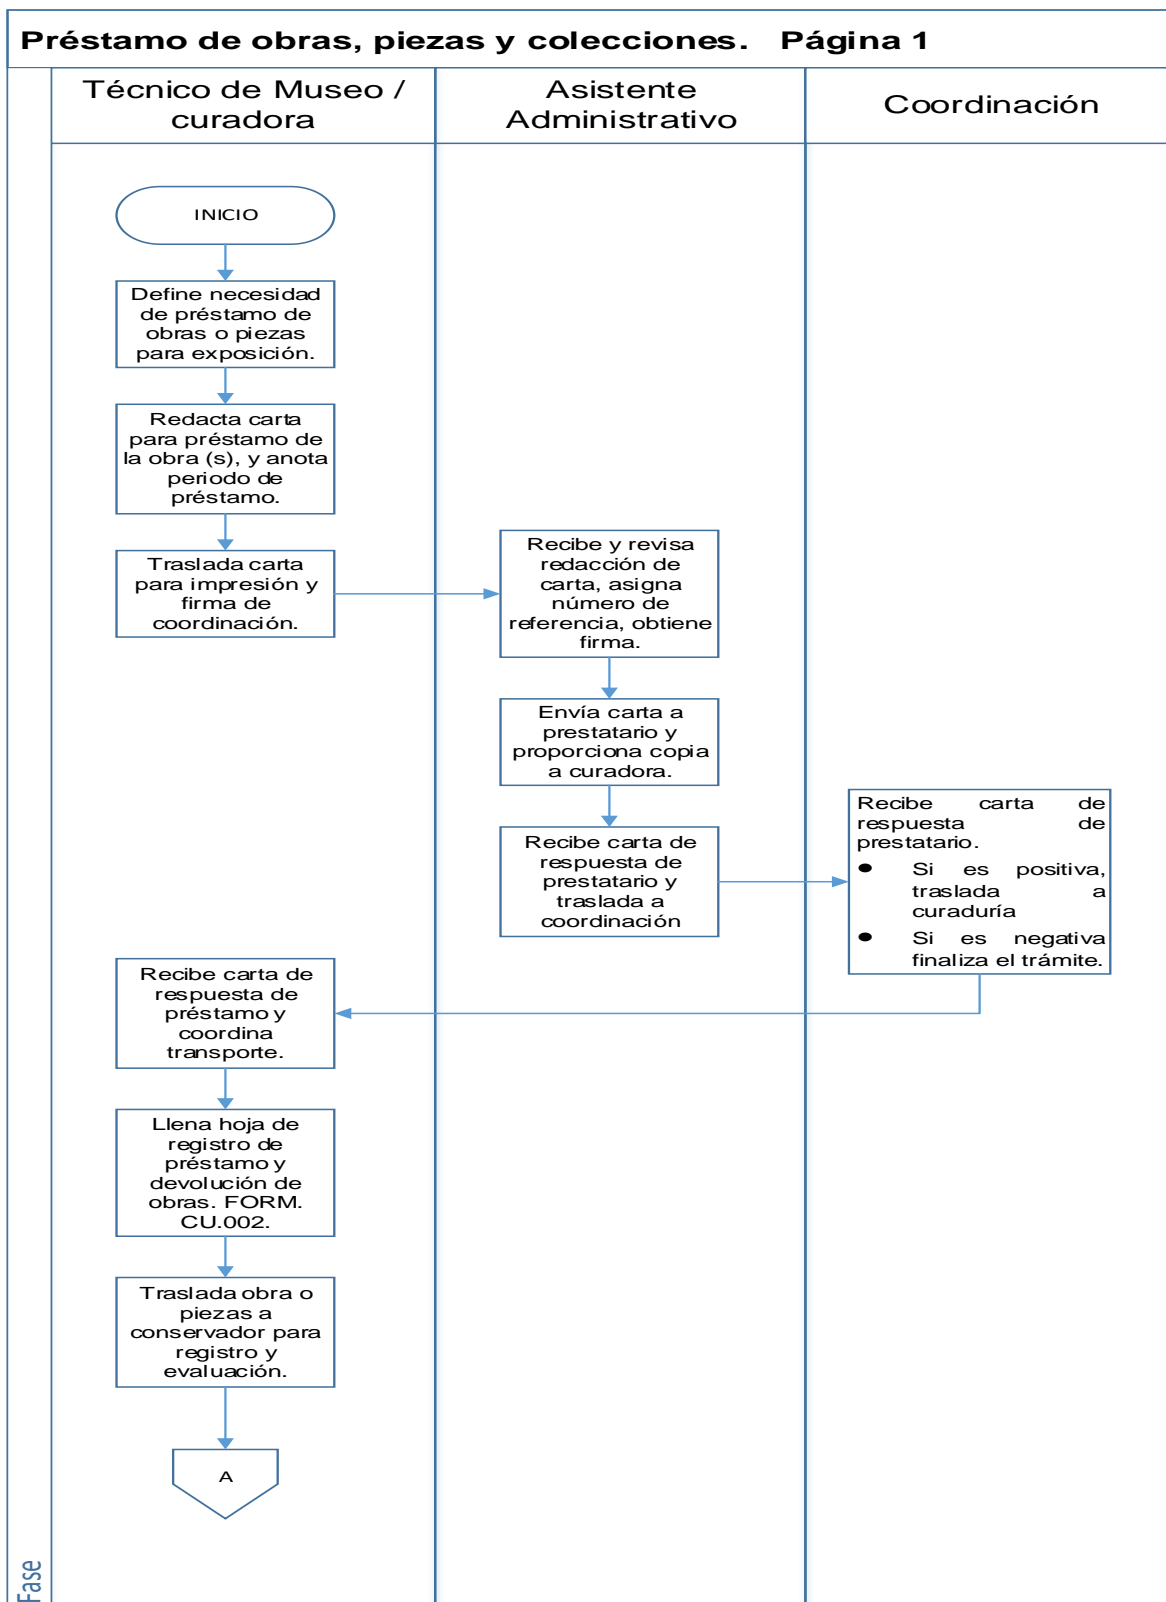 Préstamo de obras, piezas y colecciones.   Página 1
Técnico de Museo /
curadora
Asistente
Administrativo
Coordinación
INICIO
Define necesidad
de préstamo de
obras o piezas
para exposición.
Redacta carta
para préstamo de
la obra (s), y anota
periodo de
préstamo.
Traslada carta
para impresión y
firma de
coordinación.
Recibe y revisa
redacción de
carta, asigna
número de
referencia, obtiene
firma.
Envía carta a
prestatario y
proporciona copia
a curadora.
Recibe carta de
respuesta de
prestatario y
traslada a
coordinación
Recibe carta de
respuesta de
prestatario.
● Si es positiva,
traslada a
curaduría
● Si es negativa
finaliza el trámite.
Recibe carta de
respuesta de
préstamo y
coordina
transporte.
Llena hoja de
registro de
préstamo y
devolución de
obras. FORM.
CU.002.
Traslada obra o
piezas a
conservador para
registro y
evaluación.
A
Fase